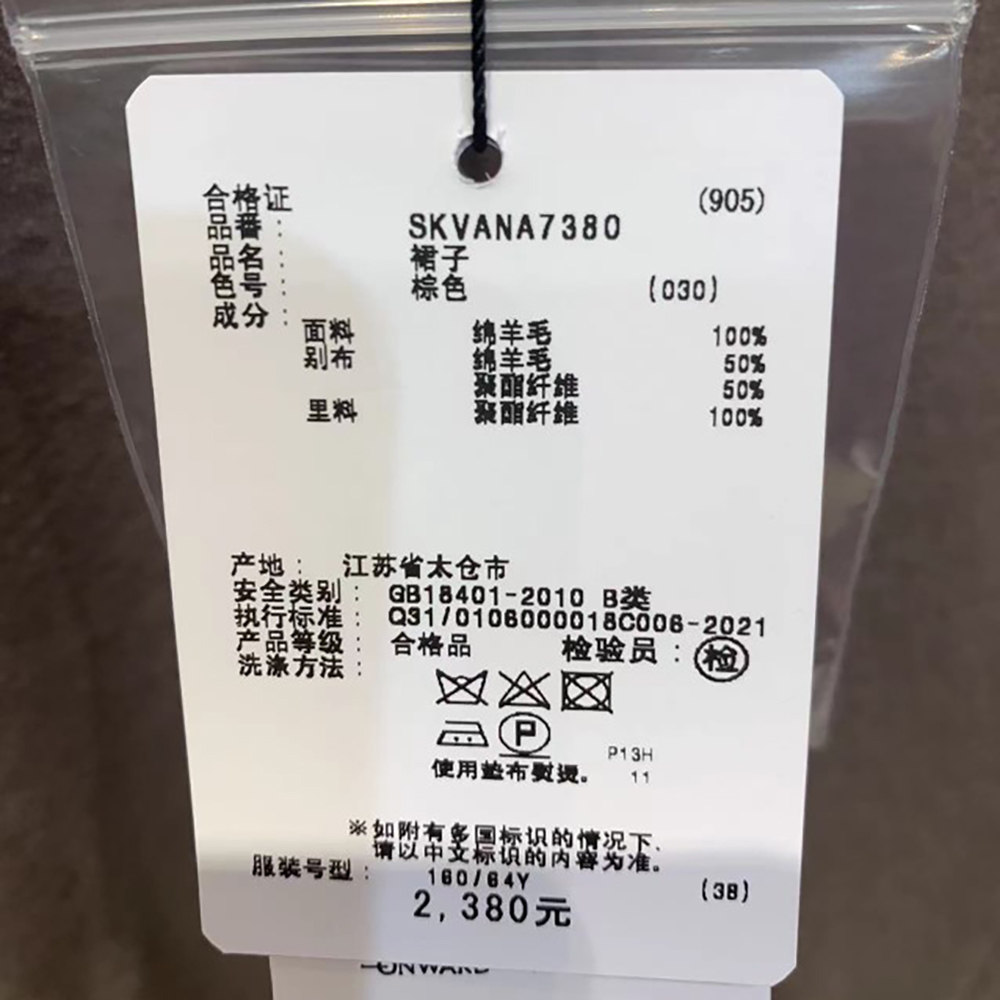 合格证 (905)
品番： SKVANA7380
品名： 裙子
色号： 棕色 (030)
成分：
面料 绵羊毛 100%
别布 绵羊毛 50%
聚酯纤维 50%
里料 聚酯纤维 100%
产地： 江苏省太仓市
安全类别： GB18401-2010 B类
执行标准： Q31/0106000018C006-2021
产品等级： 合格品 检验员：检
洗涤方法：
P
P13H
使用垫布熨烫。 11
※如附有多国标识的情况下、
请以中文标识的内容为准。
服装号型： 160/64Y (38)
2,380元
ONWARD